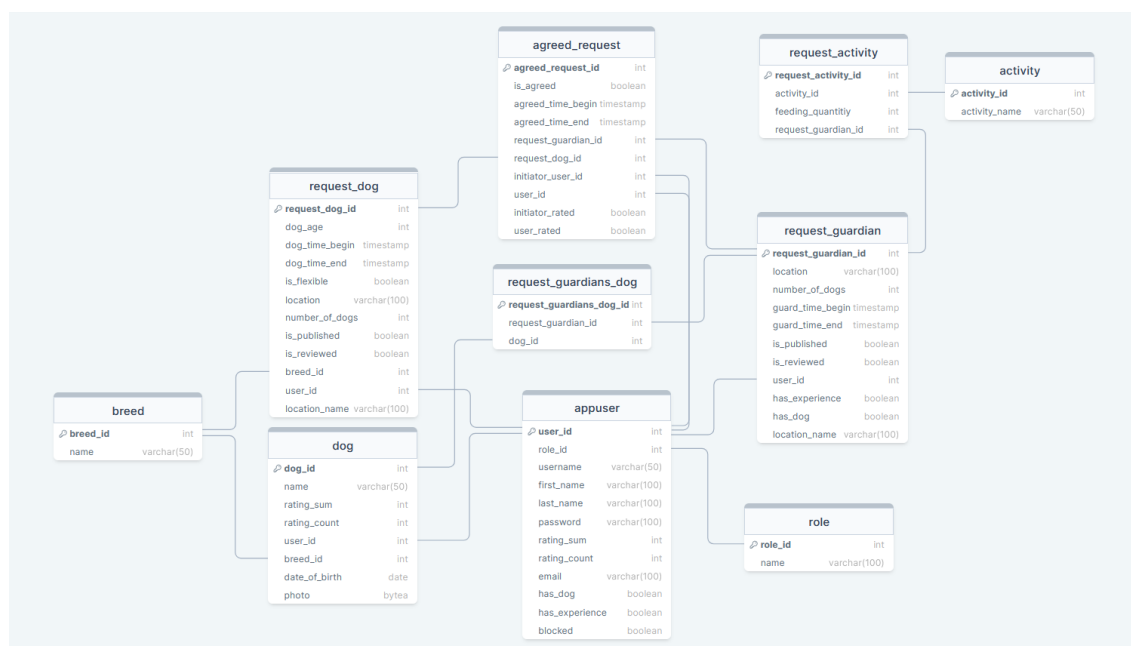 agreed_request
agreed_request_id int
is_agreed boolean
agreed_time_begin timestamp
agreed_time_end timestamp
request_guardian_id int
request_dog_id int
initiator_user_id int
user_id int
initiator_rated boolean
user_rated boolean
request_activity
request_activity_id int
activity_id int
feeding_quantitiy int
request_guardian_id int
activity
activity_id int
activity_name varchar(50)
request_dog
request_dog_id int
dog_age int
dog_time_begin timestamp
dog_time_end timestamp
is_flexible boolean
location varchar(100)
number_of_dogs int
is_published boolean
is_reviewed boolean
breed_id int
user_id int
location_name varchar(100)
request_guardians_dog
request_guardians_dog_id int
request_guardian_id int
dog_id int
request_guardian
request_guardian_id int
location varchar(100)
number_of_dogs int
guard_time_begin timestamp
guard_time_end timestamp
is_published boolean
is_reviewed boolean
user_id int
has_experience boolean
has_dog boolean
location_name varchar(100)
breed
breed_id int
name varchar(50)
dog
dog_id int
name varchar(50)
rating_sum int
rating_count int
user_id int
breed_id int
date_of_birth date
photo bytea
appuser
user_id int
role_id int
username varchar(50)
first_name varchar(100)
last_name varchar(100)
password varchar(100)
rating_sum int
rating_count int
email varchar(100)
has_dog boolean
has_experience boolean
blocked boolean
role
role_id int
name varchar(100)